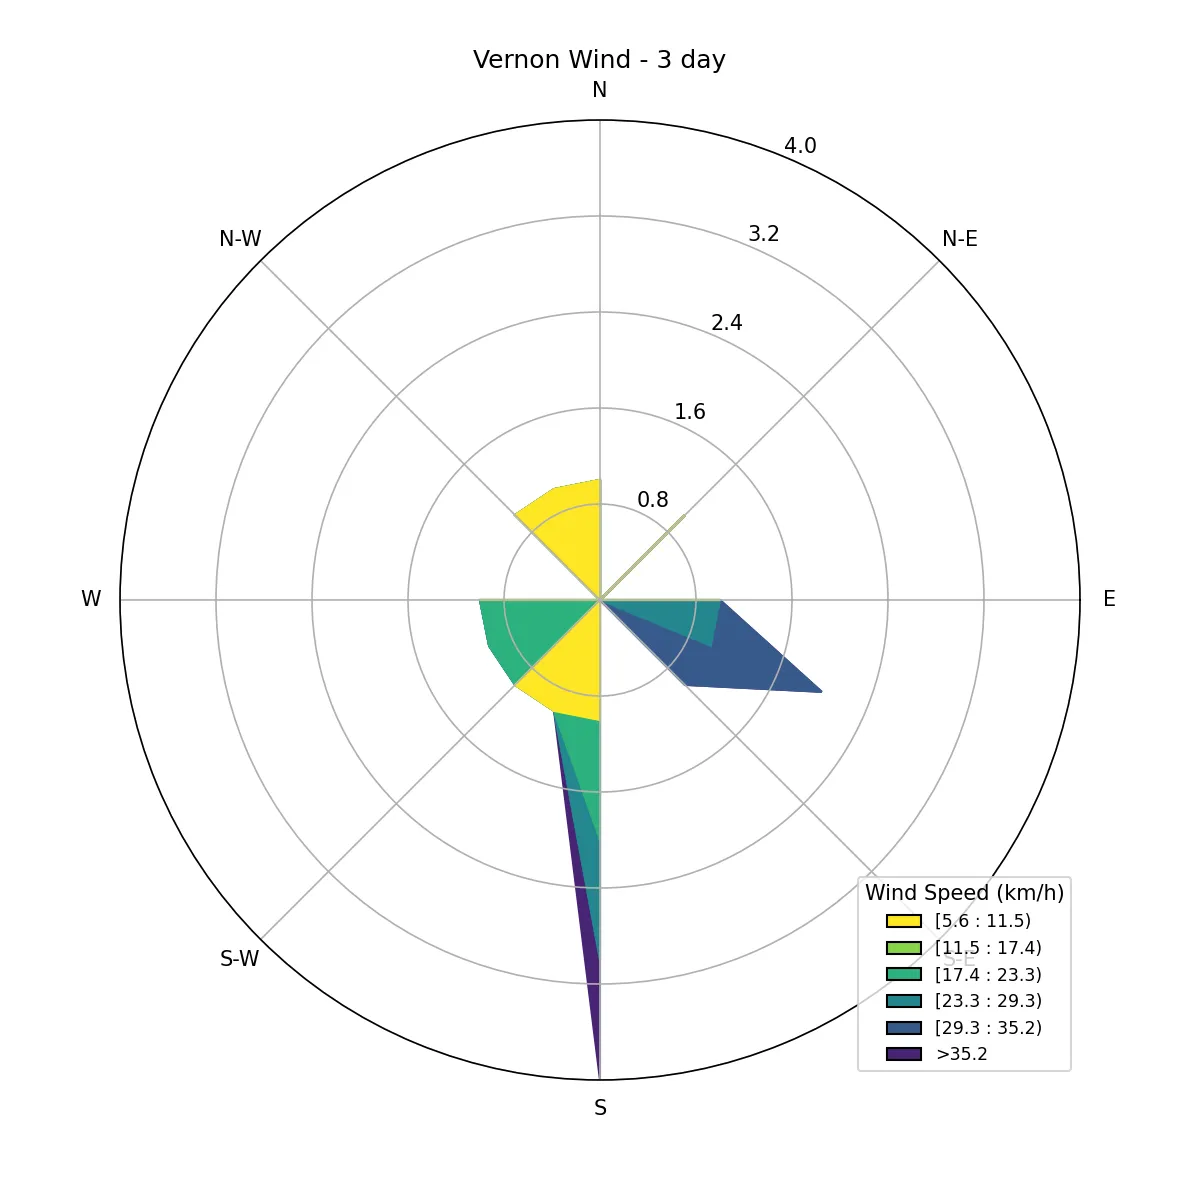 Vernon Wind - 3 day
N
4.0
N-W
3.2
N-E
2.4
1.6
0.8
W
E
Wind Speed (km/h)
[5.6 : 11.5)
[11.5 : 17.4)
S-W
S-E
[17.4 : 23.3)
[23.3 : 29.3)
[29.3 : 35.2)
>35.2
S